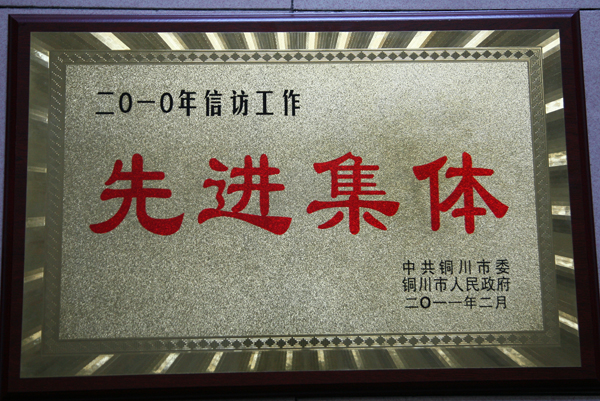 二〇一〇年信访工作
先进集体
中共铜川市委
铜川市人民政府
二〇一一年二月